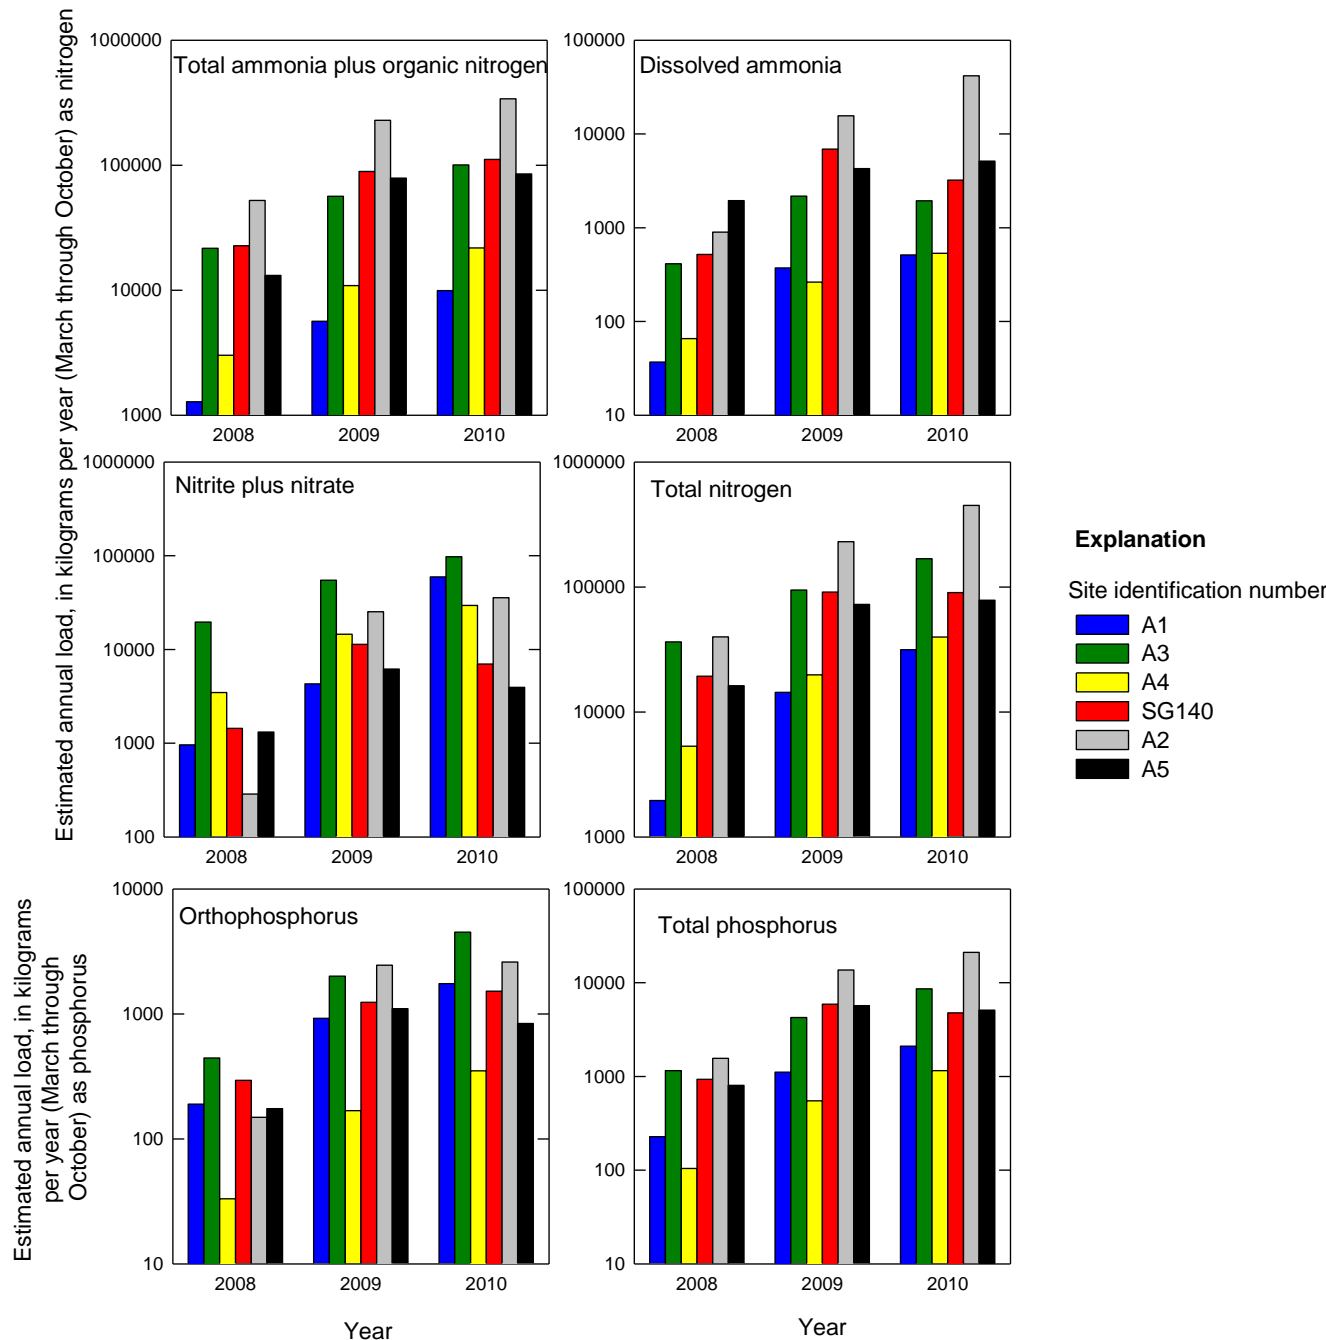 Estimated annual load, in kilograms per year (March through October) as nitrogen
1000000
100000
10000
1000
Total ammonia plus organic nitrogen
2008 2009 2010
100000
10000
1000
100
10
Dissolved ammonia
2008 2009 2010
1000000
100000
10000
1000
100
Nitrite plus nitrate
2008 2009 2010
1000000
100000
10000
1000
Total nitrogen
2008 2009 2010
Explanation
Site identification number
A1
A3
A4
SG140
A2
A5
Estimated annual load, in kilograms
per year (March through
October) as phosphorus
10000
1000
100
10
Orthophosphorus
2008 2009 2010
Year
100000
10000
1000
100
10
Total phosphorus
2008 2009 2010
Year